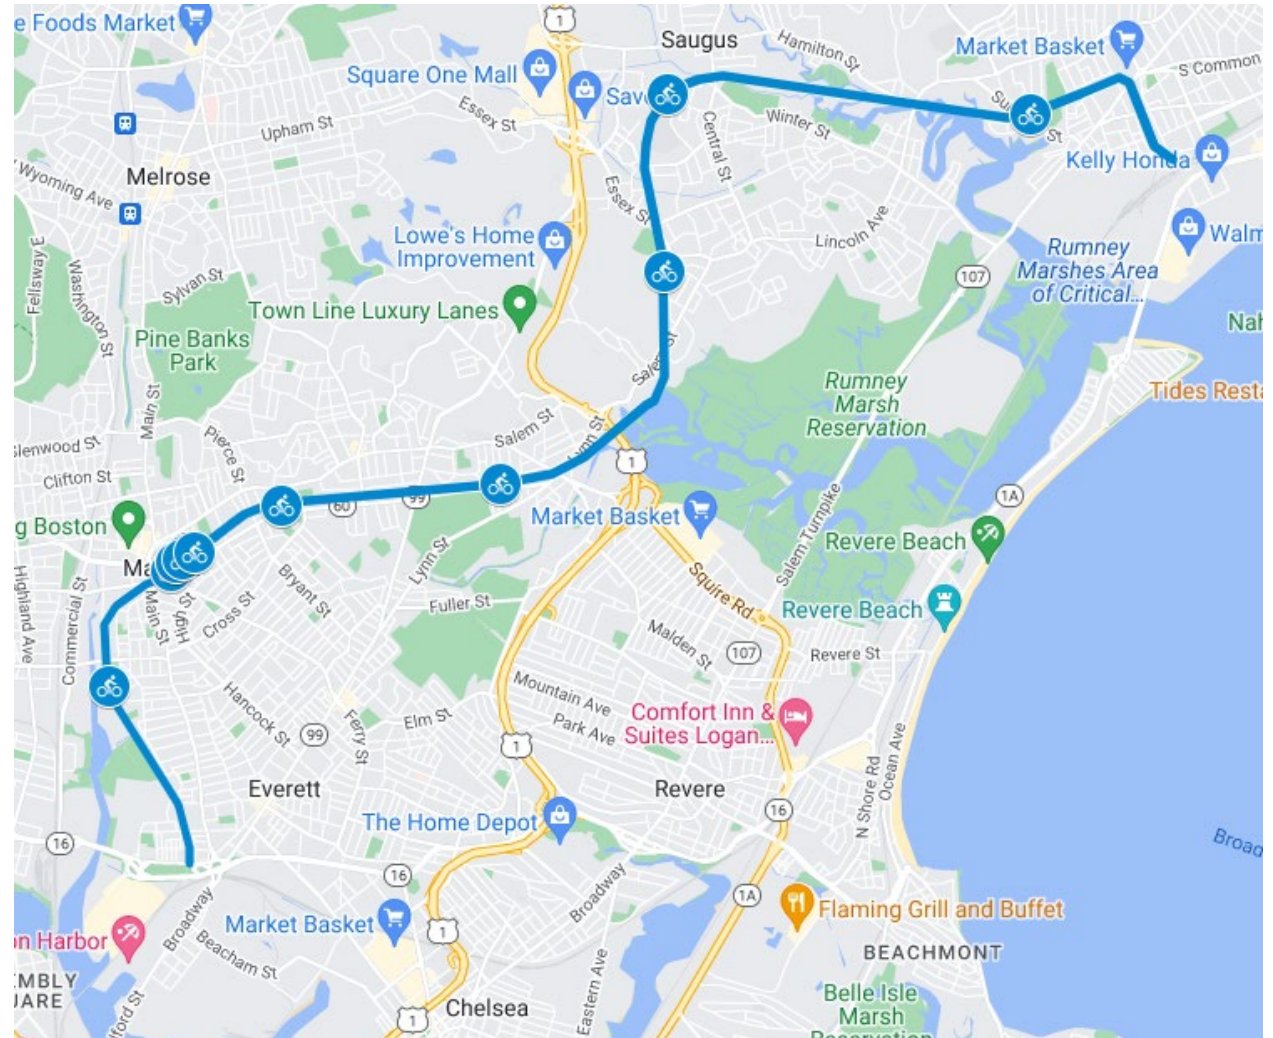 e Foods Market
1
Saugus
Hamilton St
Market Basket
S Common
Square One Mall
Sav
Essex St
Winter St
Central St
St
Upham St
Kelly Honda
Melrose
Wyoming Ave
Essex St
Lincoln Ave
Walm
Lowe's Home
Improvement
Rumney
Marshes Area
of Critical...
107
Fellsway E
Washington St
Sylvan St
Town Line Luxury Lanes
Nah
Pine Banks
Park
Rumney
Marsh
Reservation
Tides Resta
Main St
Salem St
Lynn St
Pierce St
Glenwood St
Clifton St
1
99
60
1A
g Boston
Market Basket
Salem Turnpike
Revere Beach
Ma
Highland Ave
Commercial St
Main St
High St
Cross St
Bryant St
Lynn St
Fuller St
Squire Rd
Revere Beach
Malden St
107
Revere St
Mountain Ave
Park Ave
Hancock St
99
Ferry St
Elm St
Comfort Inn &
Suites Logan...
1
Everett
Revere
N Shore Rd
Ocean Ave
The Home Depot
16
16
Broad
16
1A
Broadway
Broadway
Market Basket
Flaming Grill and Buffet
on Harbor
Beacham St
1
BEACHMONT
EMBLY
UARE
lford St
Chelsea
1
Eastern Ave
Belle Isle
Marsh
Reservation